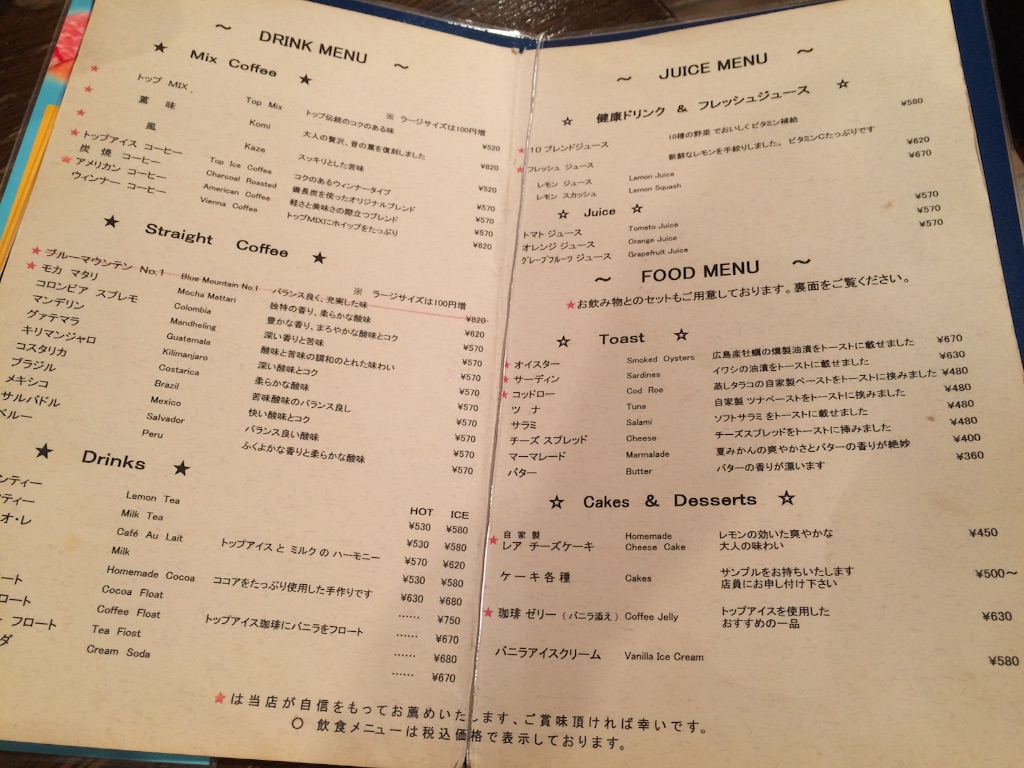 ～ DRINK MENU ～
★ Mix Coffee ★
※ ラージサイズは100円増
★ トップ MIX. Top Mix トップ伝統のコクのある味 ¥520
★ 薫味 Komi 大人の贅沢、昔の薫を復刻しました ¥620
★ 風 Kaze スッキリとした苦味 ¥520
★ トップアイス コーヒー Top Ice Coffee コクのあるウィンナータイプ ¥570
炭焼 コーヒー Charcoal Roasted 備長炭を使ったオリジナルブレンド ¥570
★ アメリカン コーヒー American Coffee 軽さと美味さの際立つブレンド ¥570
ウィンナー コーヒー Vienna Coffee トップMIXにホイップをたっぷり ¥620
★ Straight Coffee ★
※ ラージサイズは100円増
★ ブルーマウンテン No.1 Blue Mountain No.1 バランス良く、充実した味 ¥820
★ モカ マタリ Mocha Mattari 独特の香り、柔らかな酸味 ¥620
コロンビア スプレモ Colombia 豊かな香り、まろやかな酸味とコク ¥570
マンデリン Mandheling 深い香りと苦味 ¥570
グァテマラ Guatemala 酸味と苦味の調和のとれた味わい ¥570
キリマンジャロ Kilimanjaro 深い酸味とコク ¥570
コスタリカ Costarica 柔らかな酸味 ¥570
ブラジル Brazil 苦味酸味のバランス良し ¥570
メキシコ Mexico 快い酸味とコク ¥570
サルバドル Salvador バランス良い酸味 ¥570
ペルー Peru ふくよかな香りと柔らかな酸味 ¥570
★ Drinks ★
HOT ICE
ンティー Lemon Tea ¥530 ¥580
ティー Milk Tea ¥530 ¥580
オ・レ Café Au Lait トップアイス と ミルク の ハーモニー ¥570 ¥620
Milk ¥530 ¥580
Homemade Cocoa ココアをたっぷり使用した手作りです ¥630 ¥680
ート Cocoa Float …… ¥750
ロート Coffee Float トップアイス珈琲にバニラをフロート …… ¥670
フロート Tea Fiost …… ¥680
ダ Cream Soda …… ¥670
～ JUICE MENU ～
☆ 健康ドリンク ＆ フレッシュジュース ☆
★ 10 ブレンドジュース 10種の野菜 でおいしくビタミン補給 ¥580
★ フレッシュ ジュース 新鮮なレモンを手絞りしました。 ビタミンCたっぷりです
レモン ジュース Lemon Juice ¥620
レモン スカッシュ Lemon Squash ¥670
☆ Juice ☆
トマト ジュース Tomato Juice ¥570
オレンジ ジュース Orange Juice ¥570
グレープフルーツ ジュース Grapefruit Juice ¥570
～ FOOD MENU ～
★お飲み物とのセットもご用意しております。裏面をご覧ください。
☆ Toast ☆
★ オイスター Smoked Oysters 広島産牡蠣の燻製油漬をトーストに載せました ¥670
★ サーディン Sardines イワシの油漬をトーストに載せました ¥630
★ コッドロー Cod Roe 蒸しタラコの自家製ペーストをトーストに挟みました ¥480
ツナ Tuna 自家製 ツナペーストをトーストに挟みました ¥480
サラミ Salami ソフトサラミ をトーストに載せました ¥480
チーズ スプレッド Cheese チーズスプレッドをトーストに挿みました ¥480
マーマレード Marmalade 夏みかんの爽やかさとバターの香りが絶妙 ¥400
バター Butter バターの香りが漂います ¥360
☆ Cakes ＆ Desserts ☆
★ 自家製 レア チーズケーキ Homemade Cheese Cake レモンの効いた爽やかな 大人の味わい ¥450
ケーキ各種 Cakes サンプルをお持ちいたします 店員にお申し付け下さい ¥500～
★ 珈琲 ゼリー（バニラ添え） Coffee Jelly トップアイスを使用した おすすめの一品 ¥630
バニラアイスクリーム Vanilla Ice Cream ¥580
★は当店が自信をもってお薦めいたします、ご賞味頂ければ幸いです。
○ 飲食メニューは税込価格で表示しております。